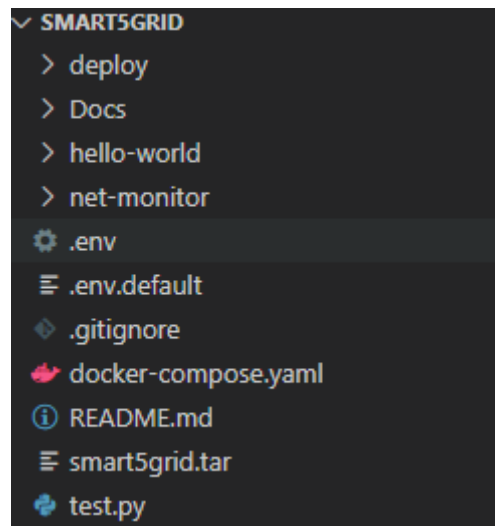 SMART5GRID
deploy
Docs
hello-world
net-monitor
.env
.env.default
.gitignore
docker-compose.yaml
README.md
smart5grid.tar
test.py